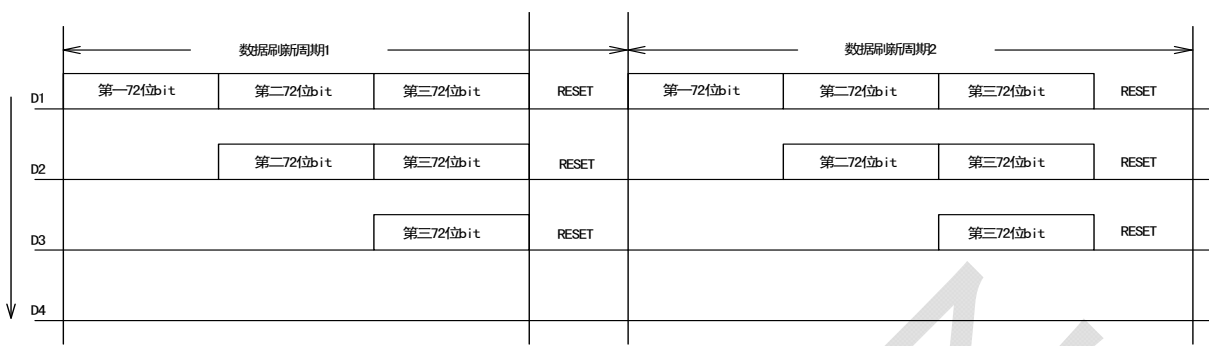 数据刷新周期1 数据刷新周期2
D1 第一72位bit 第二72位bit 第三72位bit RESET 第一72位bit 第二72位bit 第三72位bit RESET
D2 第二72位bit 第三72位bit RESET 第二72位bit 第三72位bit RESET
D3 第三72位bit RESET 第三72位bit RESET
D4